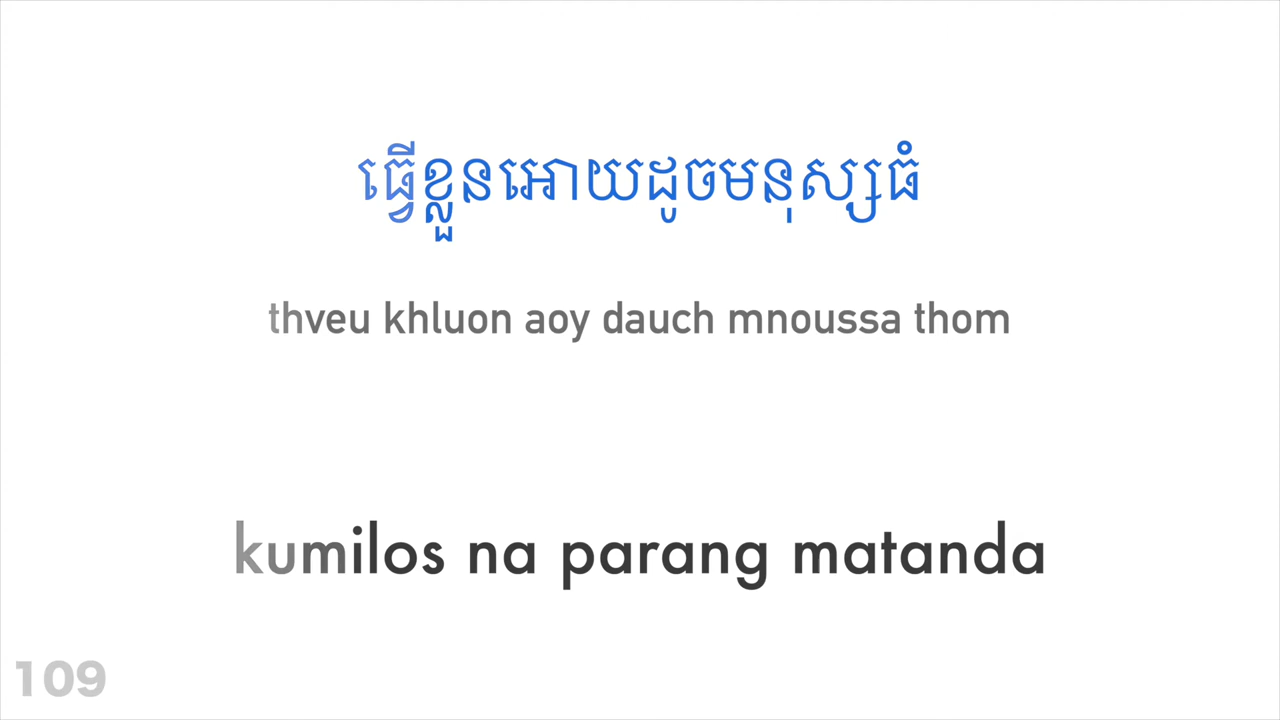 ធ្វើខ្លួនអោយដូចមនុស្សធំ
thveu khluon aoy dauch mnoussa thom
kumilos na parang matanda
109